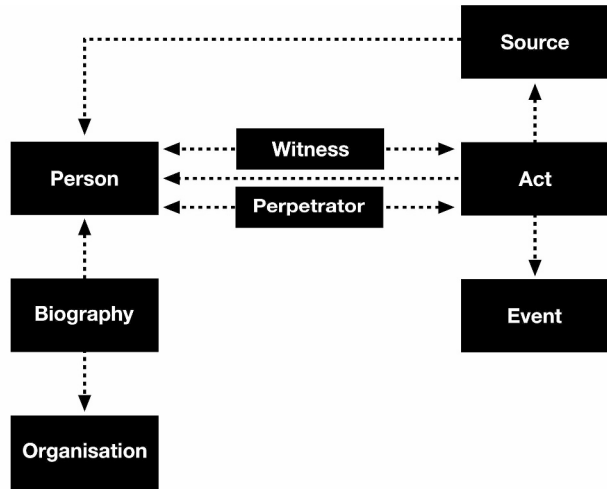 Source
Witness
Person
Act
Perpetrator
Biography
Event
Organisation